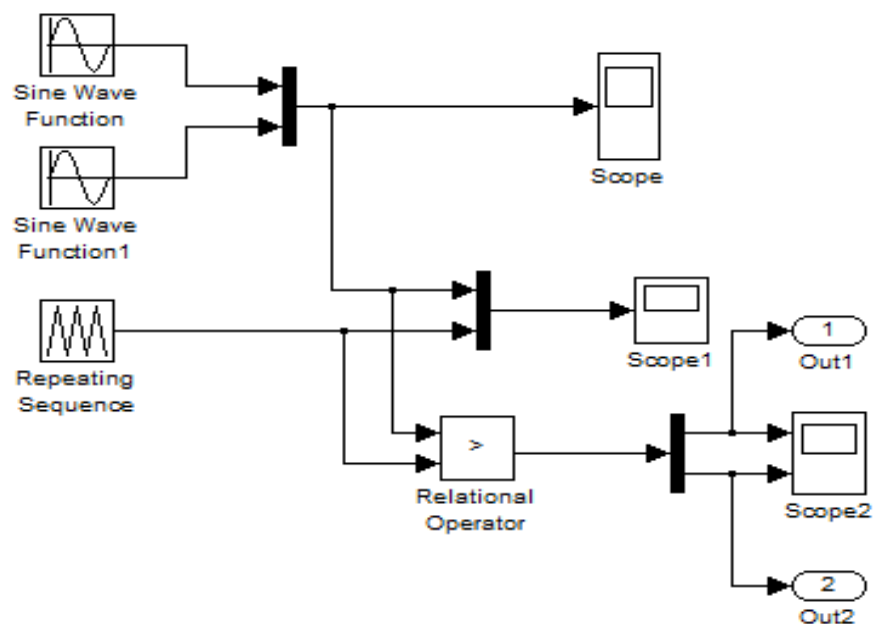 Sine Wave
Function
Scope
Sine Wave
Function1
Repeating
Sequence
Scope1
1
Out1
>
Relational
Operator
Scope2
2
Out2